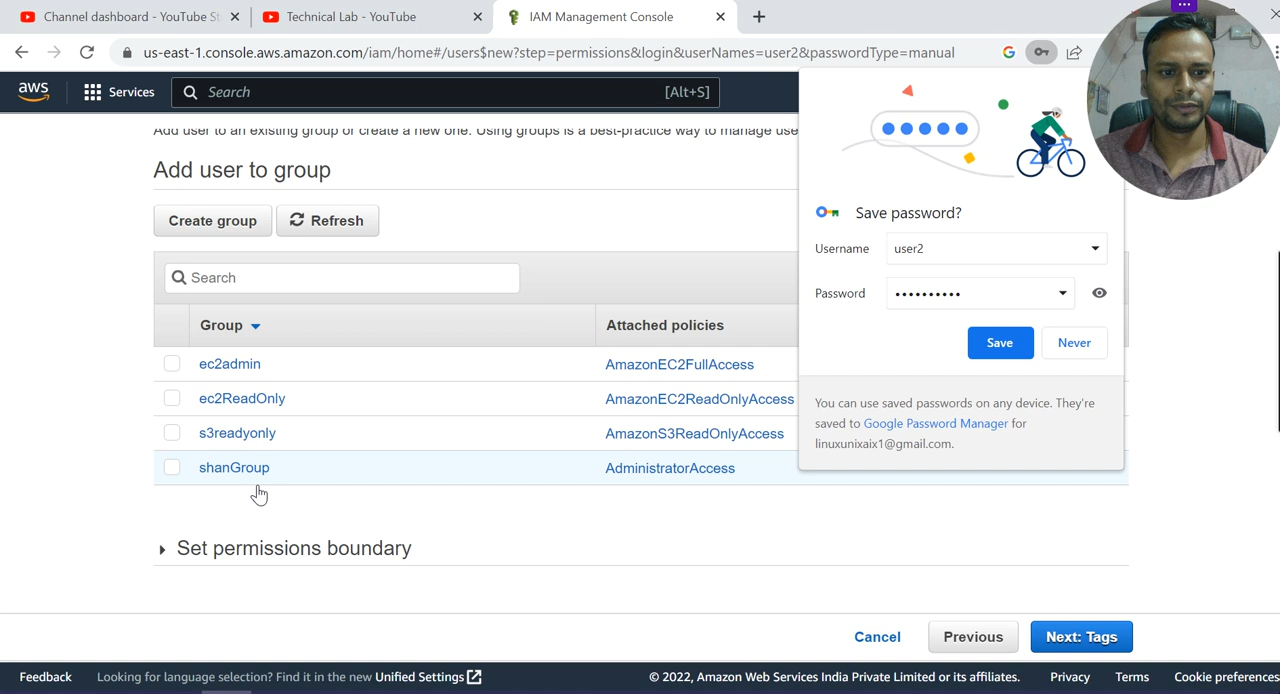 Channel dashboard - YouTube St
Technical Lab - YouTube
IAM Management Console
us-east-1.console.aws.amazon.com/iam/home#/users$new?step=permissions&login&userNames=user2&passwordType=manual
aws
Services
Search
[Alt+S]
Add user to an existing group or create a new one. Using groups is a best-practice way to manage use
Add user to group
Create group
Refresh
Search
Group
Attached policies
ec2admin
AmazonEC2FullAccess
ec2ReadOnly
AmazonEC2ReadOnlyAccess
s3readyonly
AmazonS3ReadOnlyAccess
shanGroup
AdministratorAccess
Save password?
Username
user2
Password
••••••••••
Save
Never
You can use saved passwords on any device. They're
saved to Google Password Manager for
linuxunixaix1@gmail.com.
Set permissions boundary
Cancel
Previous
Next: Tags
Feedback
Looking for language selection? Find it in the new Unified Settings
© 2022, Amazon Web Services India Private Limited or its affiliates.
Privacy
Terms
Cookie preferences